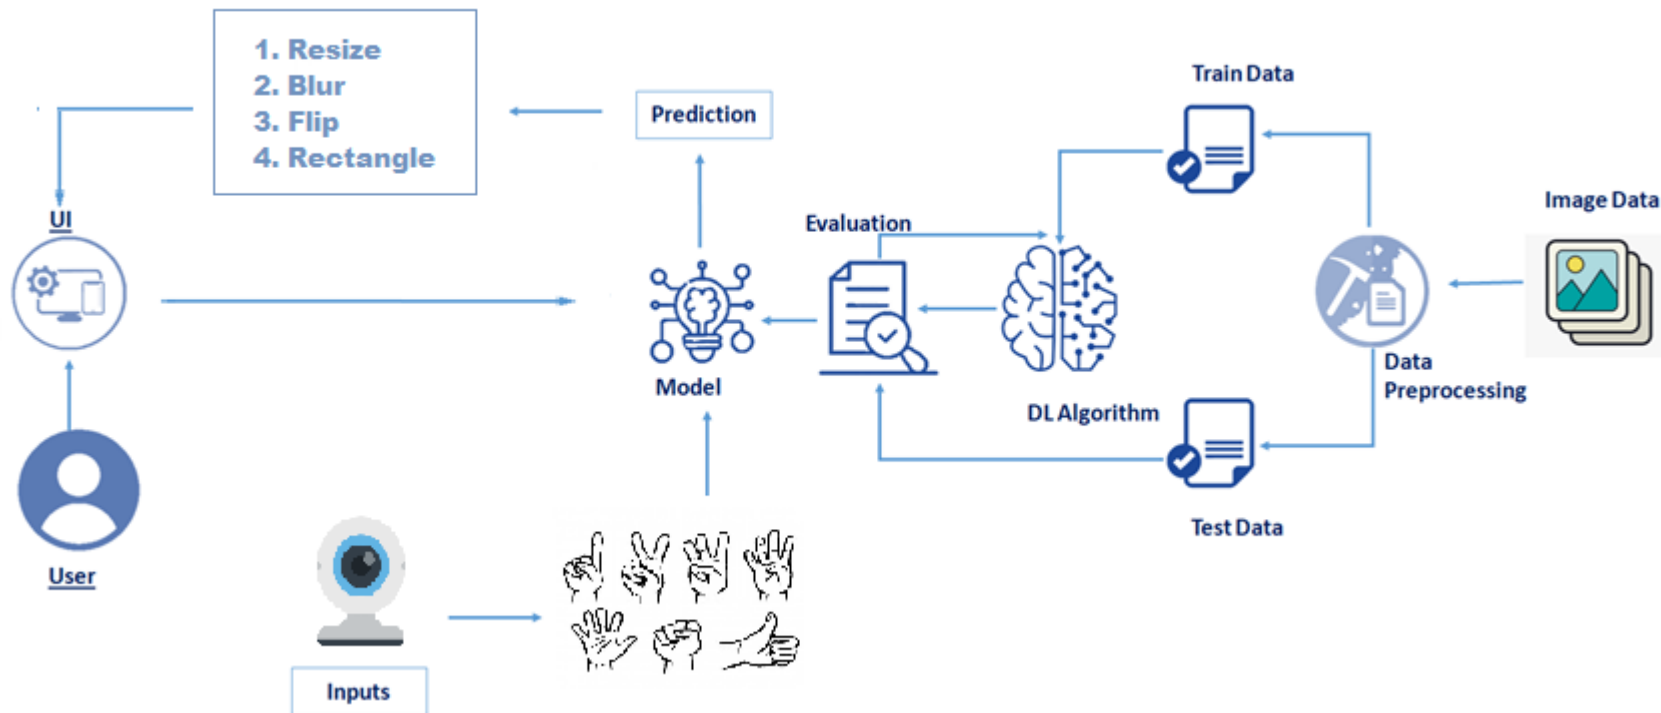 1. Resize
2. Blur
3. Flip
4. Rectangle
Prediction
Train Data
UI
Evaluation
Image Data
Model
DL Algorithm
Data
Preprocessing
Test Data
User
Inputs